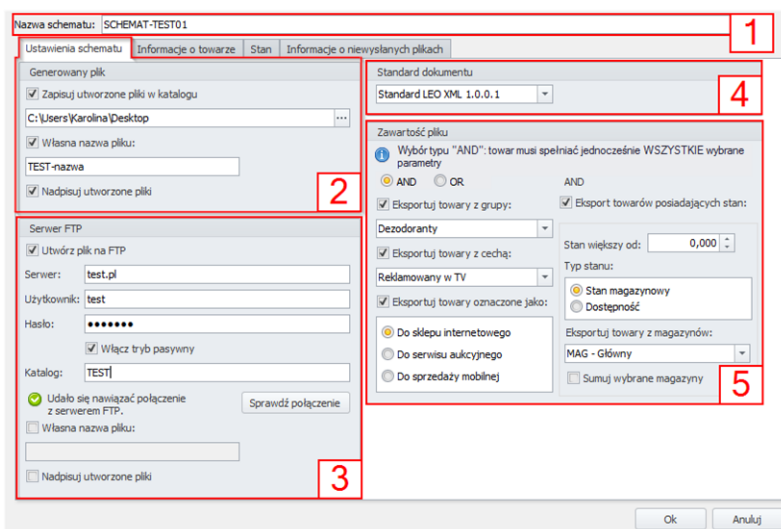 Nazwa schematu: SCHEMAT-TEST01
1
Ustawienia schematu Informacje o towarze Stan Informacje o niewysłanych plikach
Generowany plik
Zapisuj utworzone pliki w katalogu
C:\Users\Karolina\Desktop ...
Własna nazwa pliku:
TEST-nazwa
Nadpisuj utworzone pliki
2
Serwer FTP
Utwórz plik na FTP
Serwer: test.pl
Użytkownik: test
Hasło: •••••••
Włącz tryb pasywny
Katalog: TEST
Udało się nawiązać połączenie
z serwerem FTP.
Sprawdź połączenie
Własna nazwa pliku:
Nadpisuj utworzone pliki
3
Standard dokumentu
Standard LEO XML 1.0.0.1
4
Zawartość pliku
Wybór typu "AND": towar musi spełniać jednocześnie WSZYSTKIE wybrane
parametry
AND OR
Eksportuj towary z grupy:
Dezodoranty
Eksportuj towary z cechą:
Reklamowany w TV
Eksportuj towary oznaczone jako:
Do sklepu internetowego
Do serwisu aukcyjnego
Do sprzedaży mobilnej
AND
Eksport towarów posiadających stan:
Stan większy od: 0,000
Typ stanu:
Stan magazynowy
Dostępność
Eksportuj towary z magazynów:
MAG - Główny
Sumuj wybrane magazyny
5
Ok Anuluj